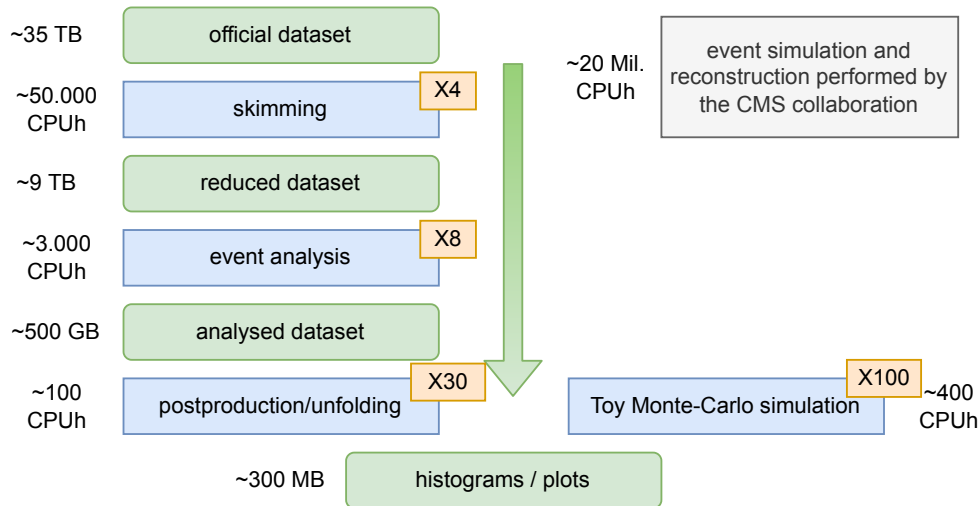 ~35 TB
official dataset
~50.000
CPUh
skimming
X4
~20 Mil.
CPUh
event simulation and
reconstruction performed by
the CMS collaboration
~9 TB
reduced dataset
~3.000
CPUh
event analysis
X8
~500 GB
analysed dataset
~100
CPUh
postproduction/unfolding
X30
Toy Monte-Carlo simulation
X100
~400
CPUh
~300 MB
histograms / plots